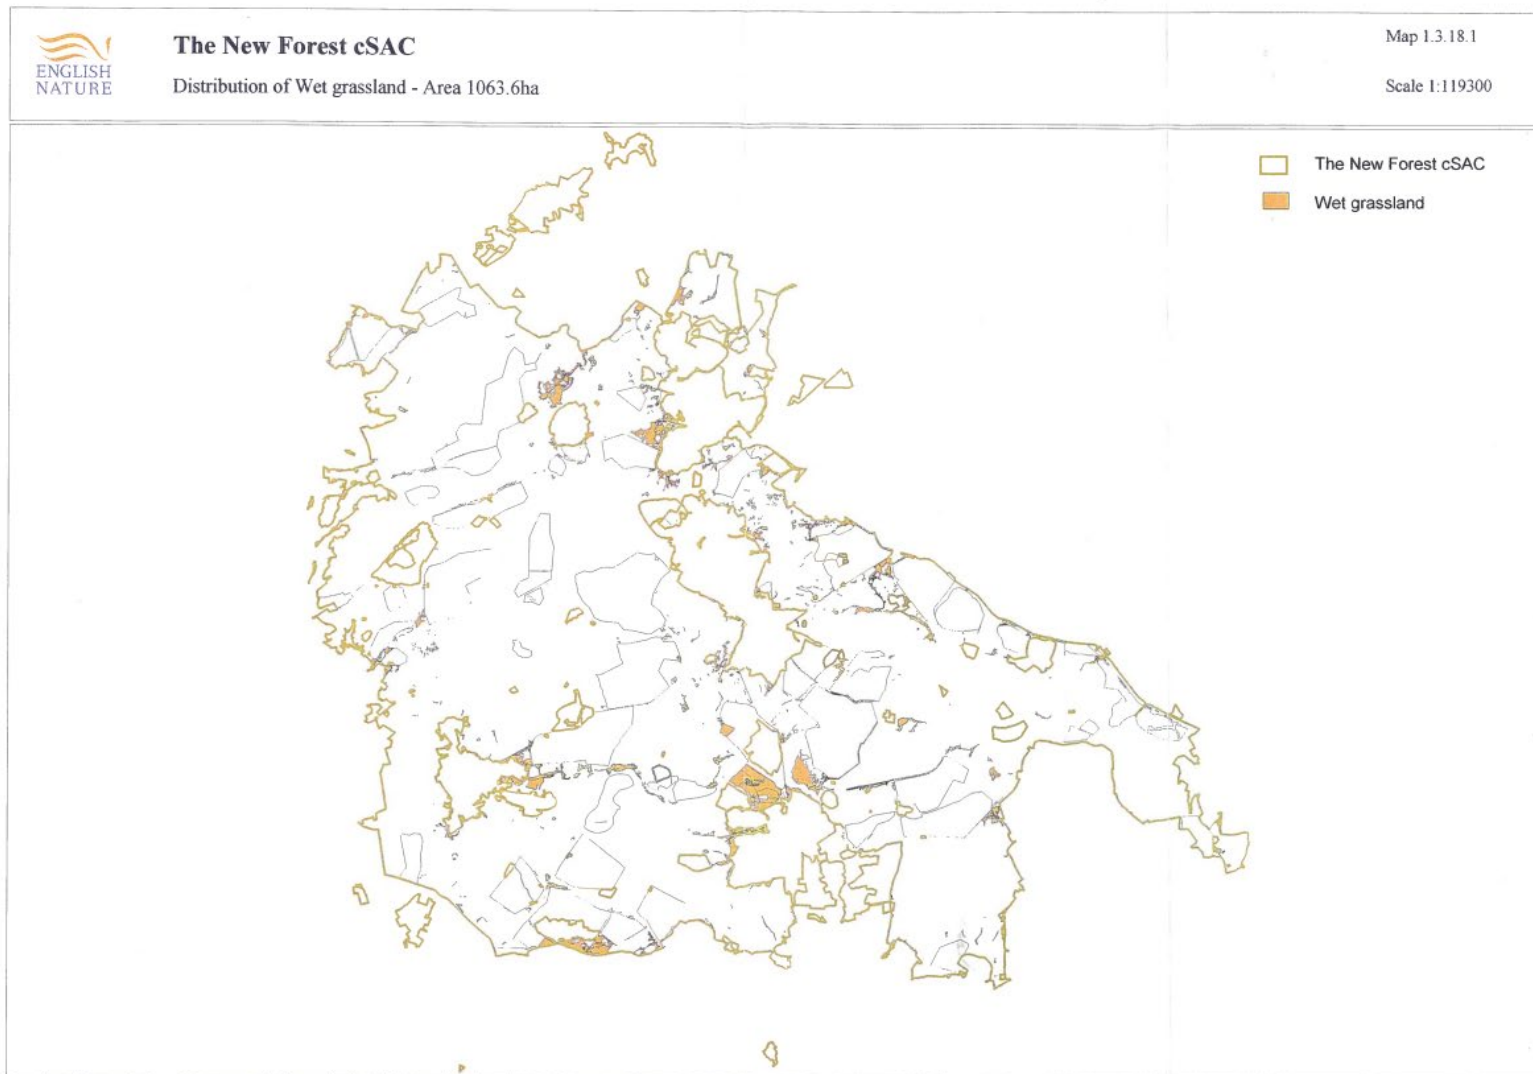 ENGLISH
NATURE
The New Forest cSAC
Distribution of Wet grassland - Area 1063.6ha
Map 1.3.18.1
Scale 1:119300
The New Forest cSAC
Wet grassland